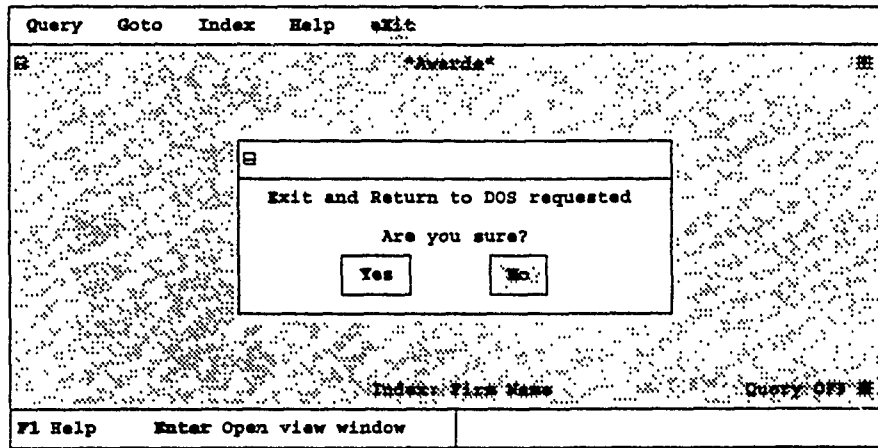 Query Goto Index Help eXit
*Awards*
Exit and Return to DOS requested
Are you sure?
Yes No
Index: Firm Name Query OFF
F1 Help Enter Open view window